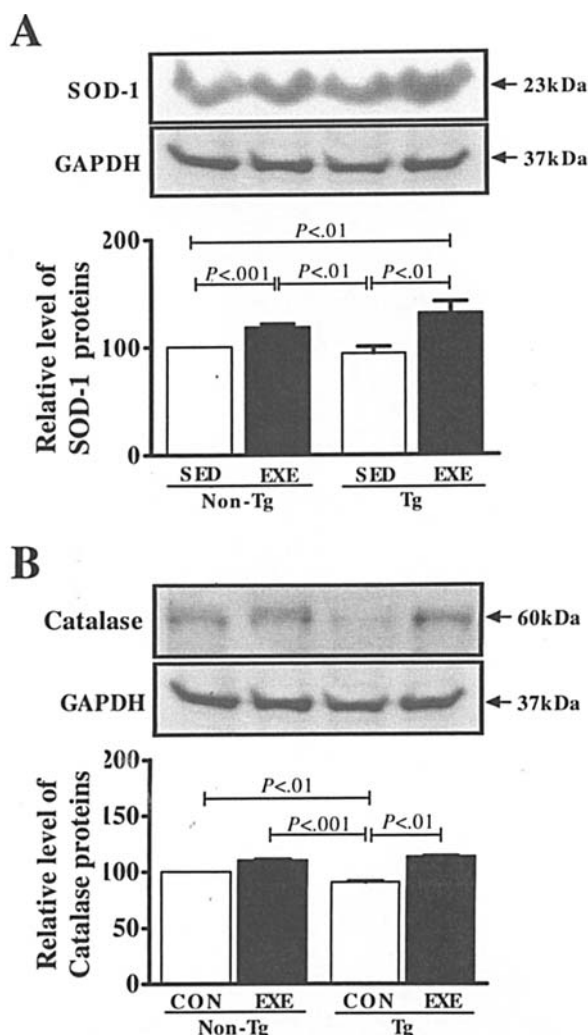 A
SOD-1
23kDa
GAPDH
37kDa
Relative level of
SOD-1 proteins
200
100
0
P<.01
P<.001 P<.01 P<.01
SED EXE SED EXE
Non-Tg Tg
B
Catalase
60kDa
GAPDH
37kDa
Relative level of
Catalase proteins
200
150
100
50
0
P<.01
P<.001 P<.01
CON EXE CON EXE
Non-Tg Tg